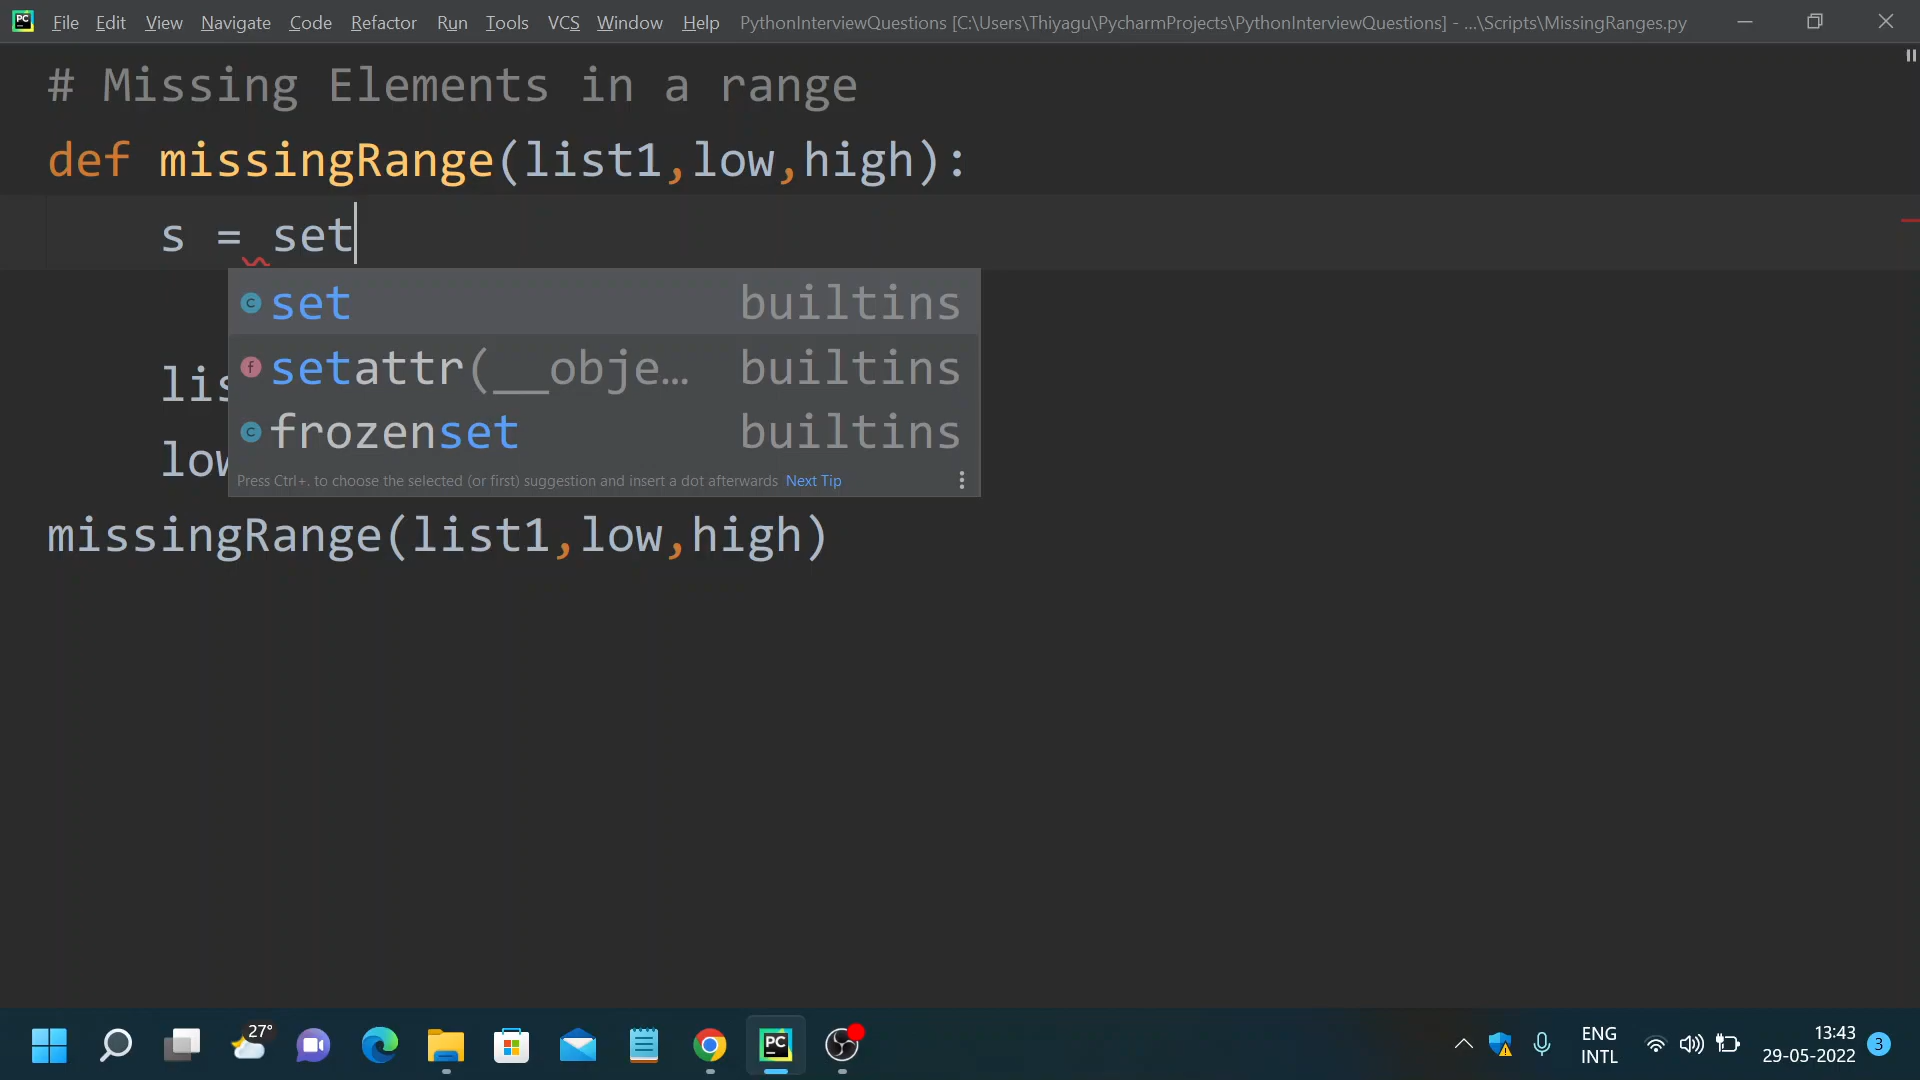 File Edit View Navigate Code Refactor Run Tools VCS Window Help PythonInterviewQuestions [C:\Users\Thiyagu\PycharmProjects\PythonInterviewQuestions] - ...\Scripts\MissingRanges.py
# Missing Elements in a range
def missingRange(list1,low,high):
s = set
set builtins
setattr(__obje… builtins
lis
frozenset builtins
low
Press Ctrl+. to choose the selected (or first) suggestion and insert a dot afterwards Next Tip
missingRange(list1,low,high)
27°
PC
ENG
INTL
13:43
29-05-2022
3